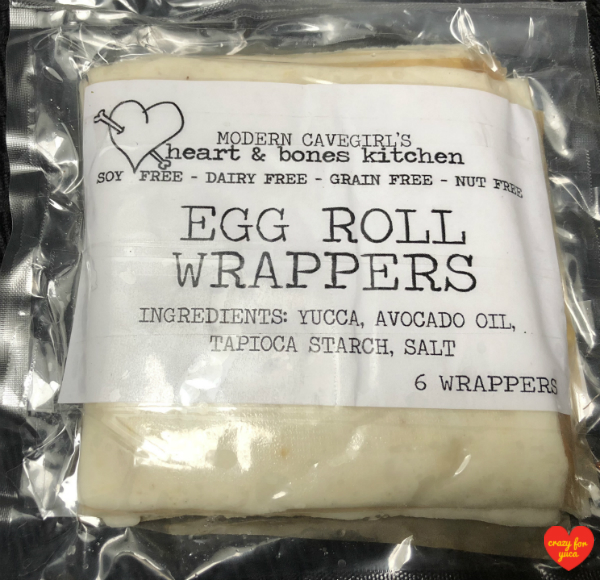 MODERN CAVEGIRL'S
heart & bones kitchen
SOY FREE - DAIRY FREE - GRAIN FREE - NUT FREE
EGG ROLL
WRAPPERS
INGREDIENTS: YUCCA, AVOCADO OIL,
TAPIOCA STARCH, SALT
6 WRAPPERS
crazy for
yuca